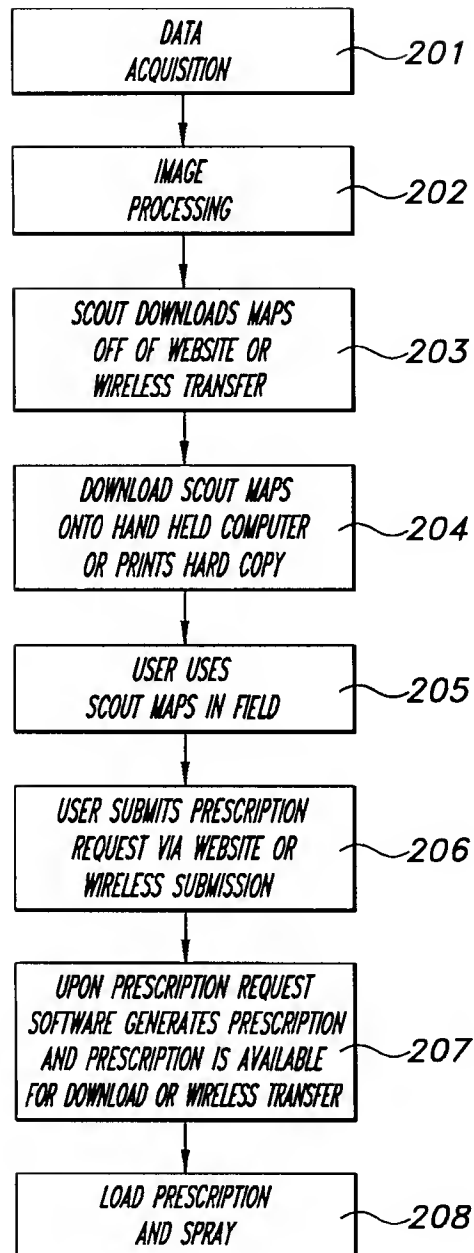 DATA
ACQUISITION
201
IMAGE
PROCESSING
202
SCOUT DOWNLOADS MAPS
OFF OF WEBSITE OR
WIRELESS TRANSFER
203
DOWNLOAD SCOUT MAPS
ONTO HAND HELD COMPUTER
OR PRINTS HARD COPY
204
USER USES
SCOUT MAPS IN FIELD
205
USER SUBMITS PRESCRIPTION
REQUEST VIA WEBSITE OR
WIRELESS SUBMISSION
206
UPON PRESCRIPTION REQUEST
SOFTWARE GENERATES PRESCRIPTION
AND PRESCRIPTION IS AVAILABLE
FOR DOWNLOAD OR WIRELESS TRANSFER
207
LOAD PRESCRIPTION
AND SPRAY
208